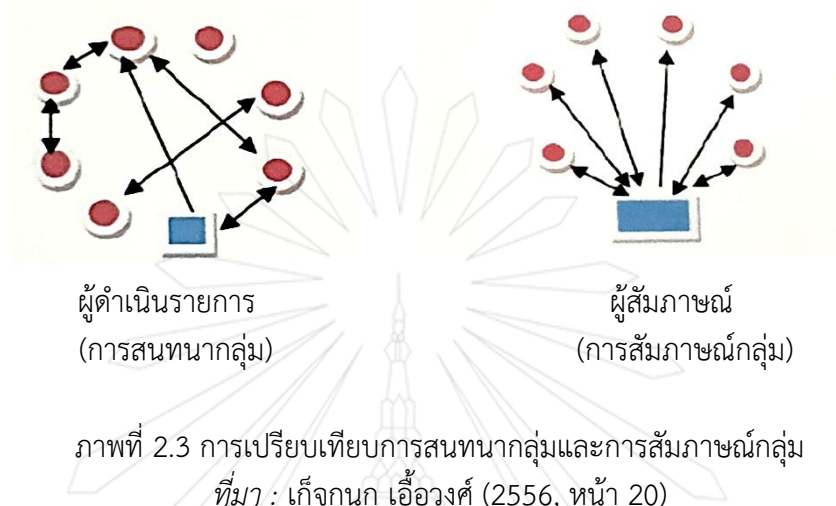 ผู้ดำเนินรายการ
(การสนทนากลุ่ม)
ผู้สัมภาษณ์
(การสัมภาษณ์กลุ่ม)
ภาพที่ 2.3 การเปรียบเทียบการสนทนากลุ่มและการสัมภาษณ์กลุ่ม
ที่มา : เก็จกนก เอื้อวงศ์ (2556, หน้า 20)